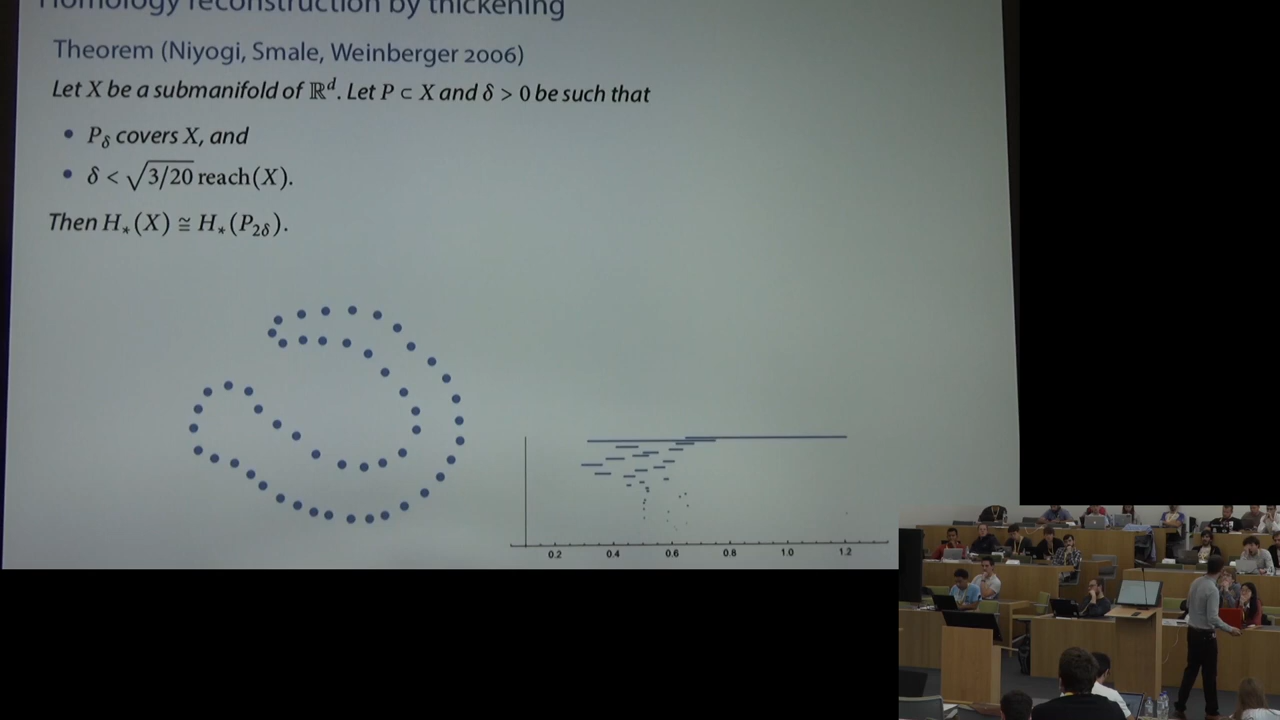 Homology reconstruction by thickening
Theorem (Niyogi, Smale, Weinberger 2006)
Let X be a submanifold of ℝᵈ. Let P ⊂ X and δ > 0 be such that
• P_δ covers X, and
• δ < √3/20 reach(X).
Then H_*(X) ≅ H_*(P_2δ).
0.2 0.4 0.6 0.8 1.0 1.2